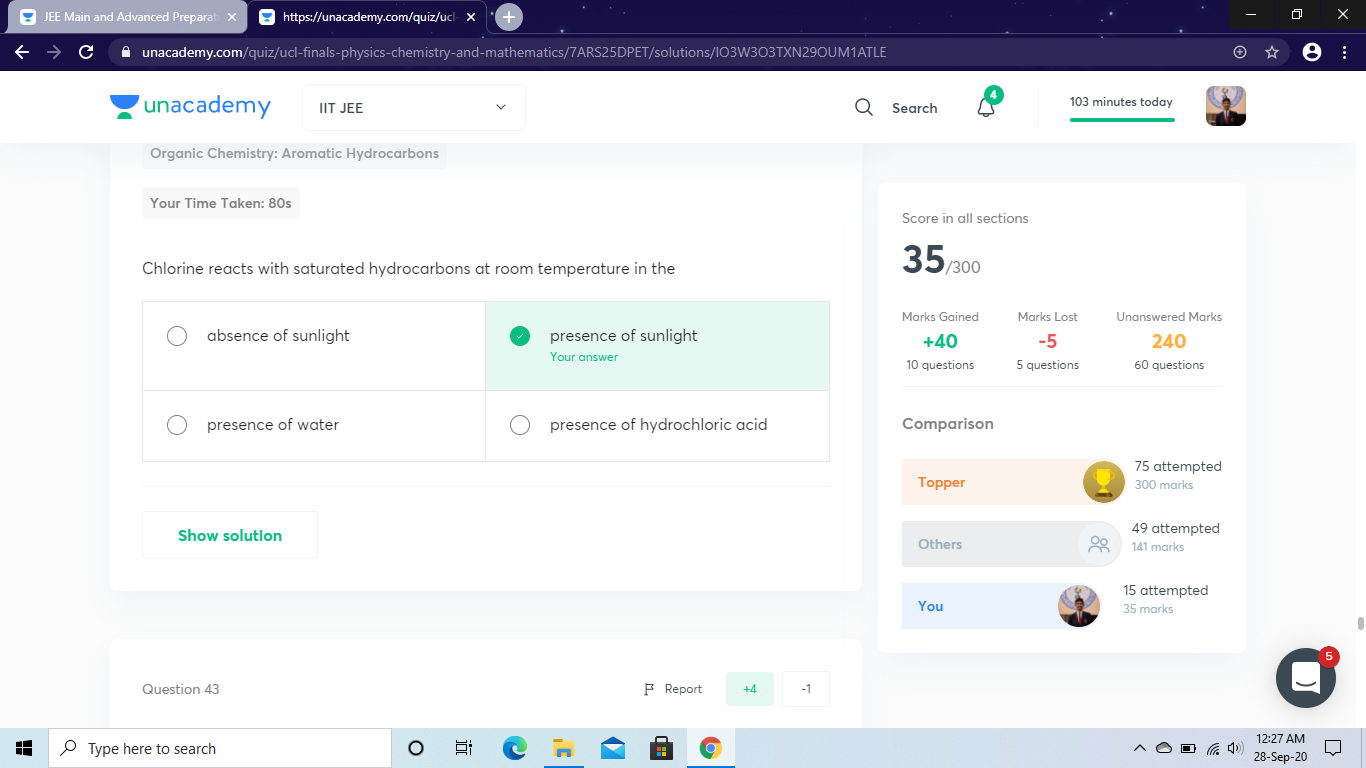 JEE Main and Advanced Preparati
https://unacademy.com/quiz/ucl-
unacademy.com/quiz/ucl-finals-physics-chemistry-and-mathematics/7ARS25DPET/solutions/IO3W3O3TXN29OUM1ATLE
unacademy
IIT JEE
Search
4
103 minutes today
Organic Chemistry: Aromatic Hydrocarbons
Your Time Taken: 80s
Chlorine reacts with saturated hydrocarbons at room temperature in the
absence of sunlight
presence of sunlight
Your answer
presence of water
presence of hydrochloric acid
Show solution
Question 43
Report
+4
-1
Score in all sections
35/300
Marks Gained
+40
10 questions
Marks Lost
-5
5 questions
Unanswered Marks
240
60 questions
Comparison
Topper
75 attempted
300 marks
Others
49 attempted
141 marks
You
15 attempted
35 marks
5
Type here to search
12:27 AM
28-Sep-20